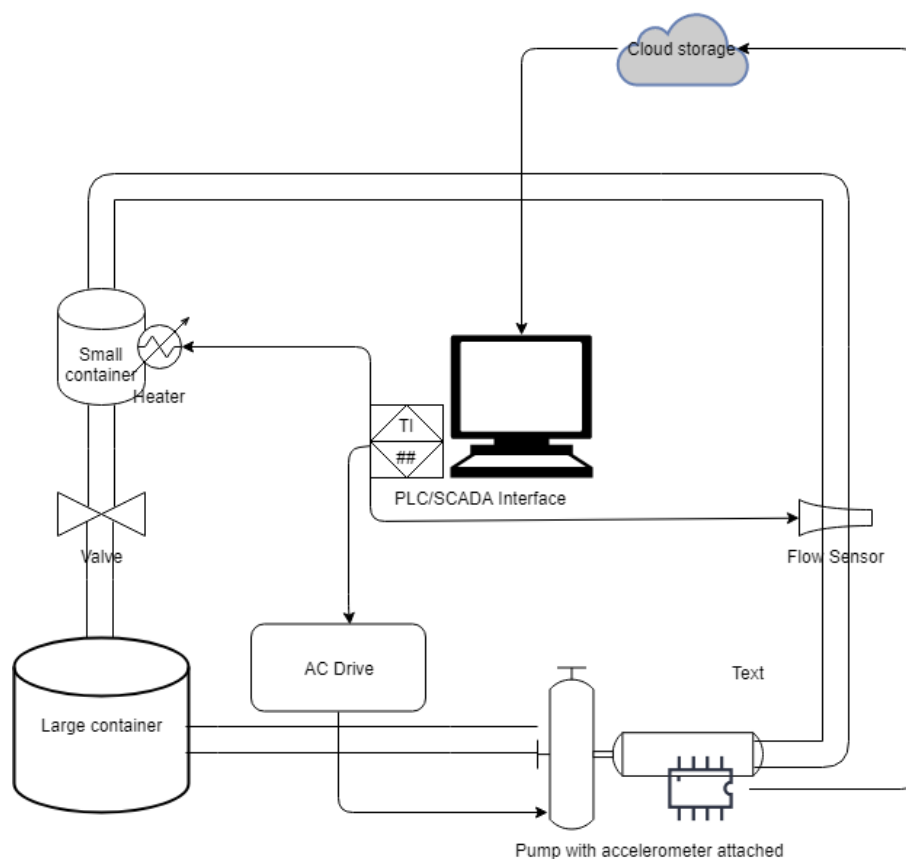 Cloud storage
Small
container
Heater
TI
##
PLC/SCADA Interface
Valve
Flow Sensor
AC Drive
Text
Large container
Pump with accelerometer attached